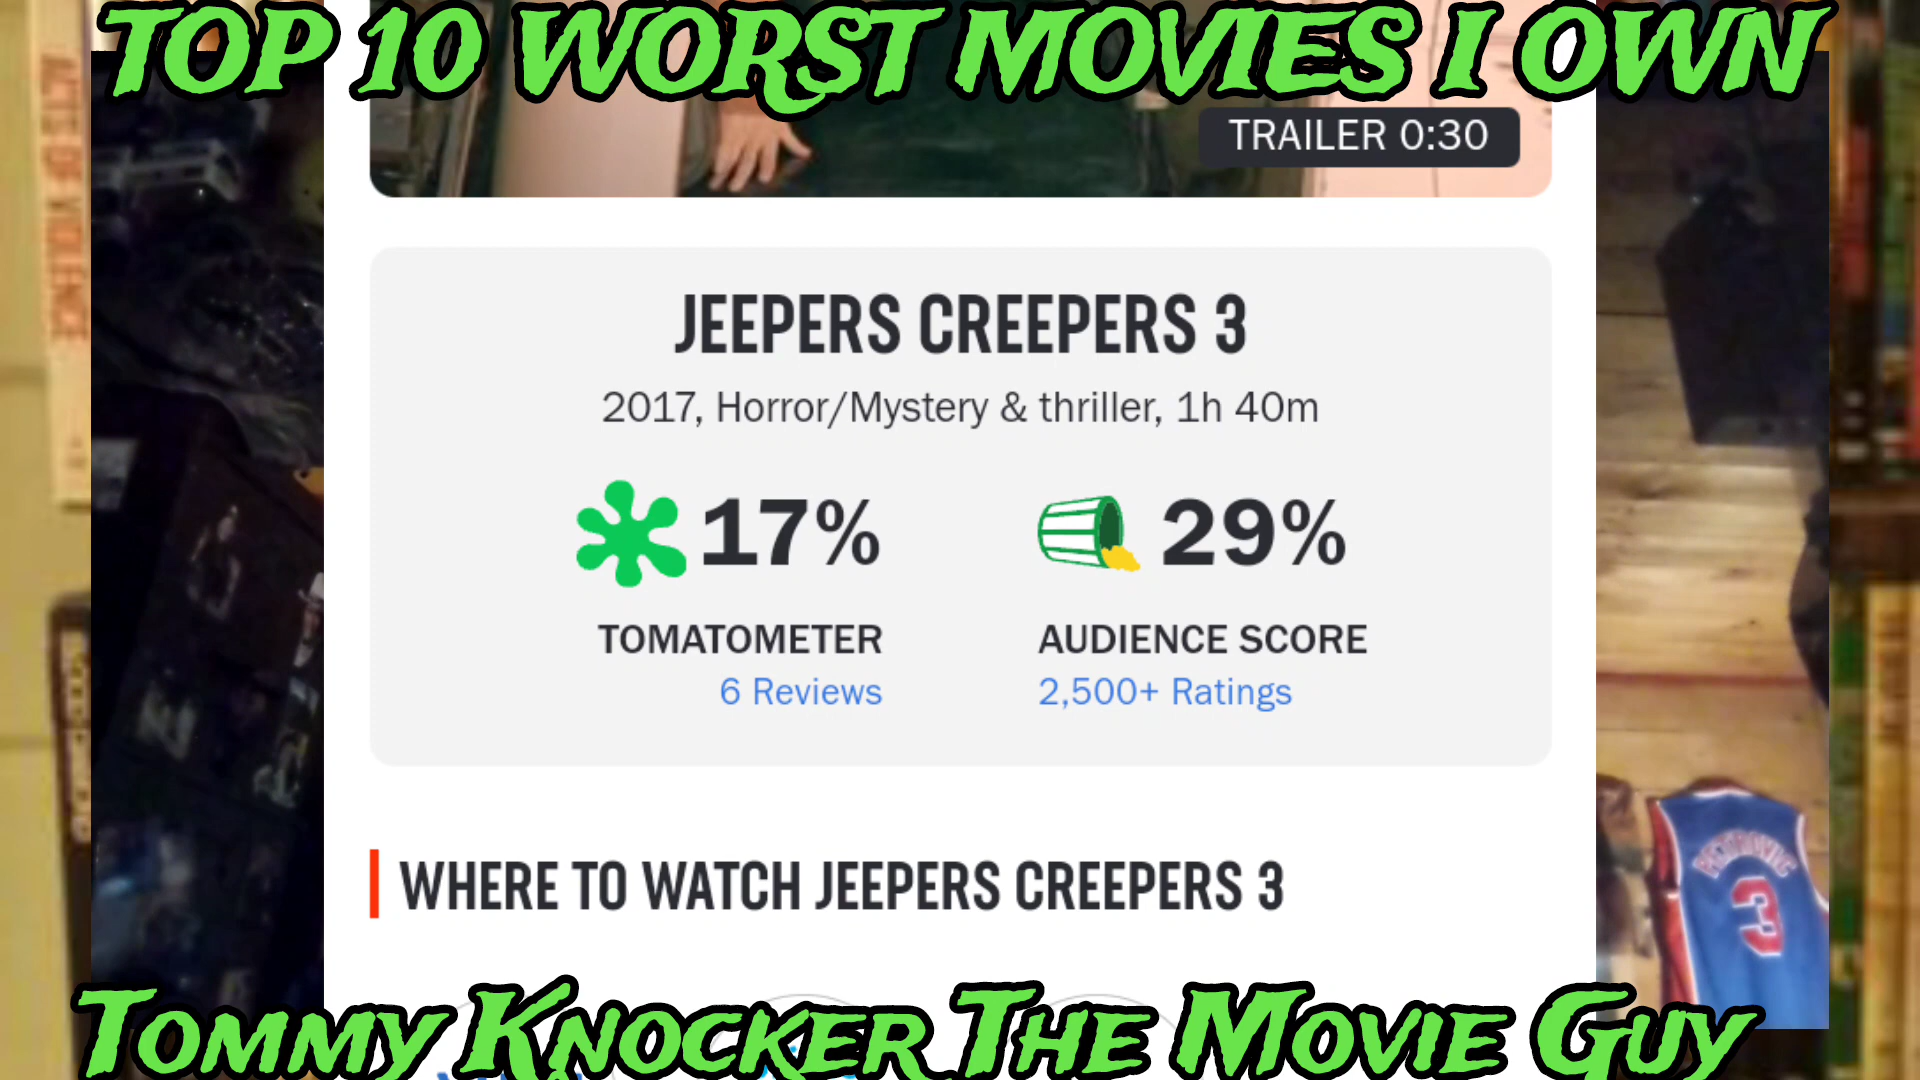 TOP 10 WORST MOVIES I OWN
TRAILER 0:30
JEEPERS CREEPERS 3
2017, Horror/Mystery & thriller, 1h 40m
17%
29%
TOMATOMETER
AUDIENCE SCORE
6 Reviews
2,500+ Ratings
WHERE TO WATCH JEEPERS CREEPERS 3
PETROVIC
3
TOMMY KNOCKER THE MOVIE GUY